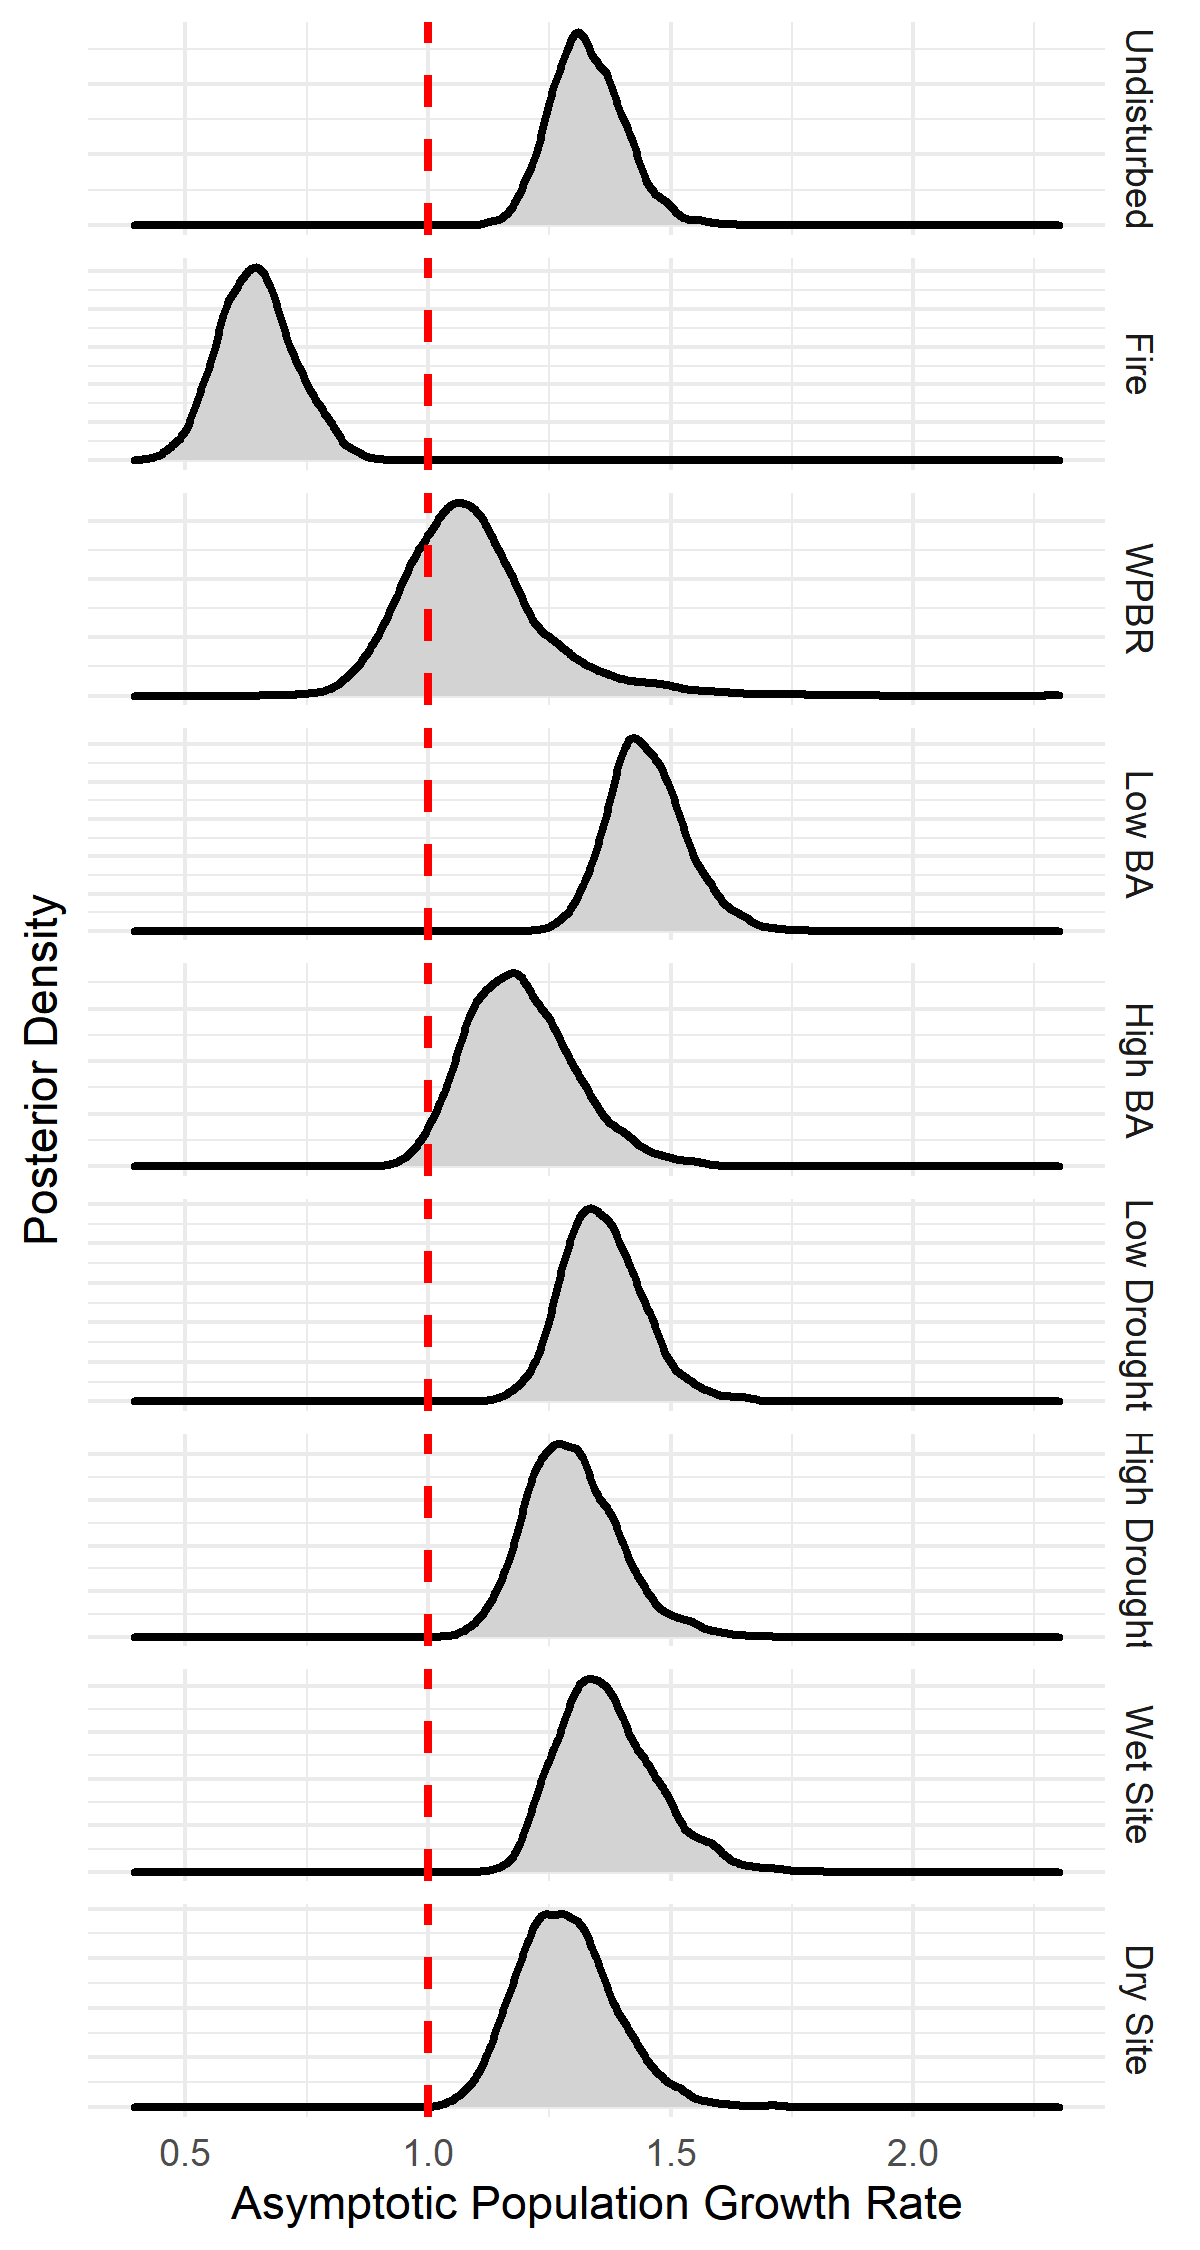 Undisturbed
Fire
WPBR
Low BA
High BA
Low Drought
High Drought
Wet Site
Dry Site
Posterior Density
0.5 1.0 1.5 2.0
Asymptotic Population Growth Rate